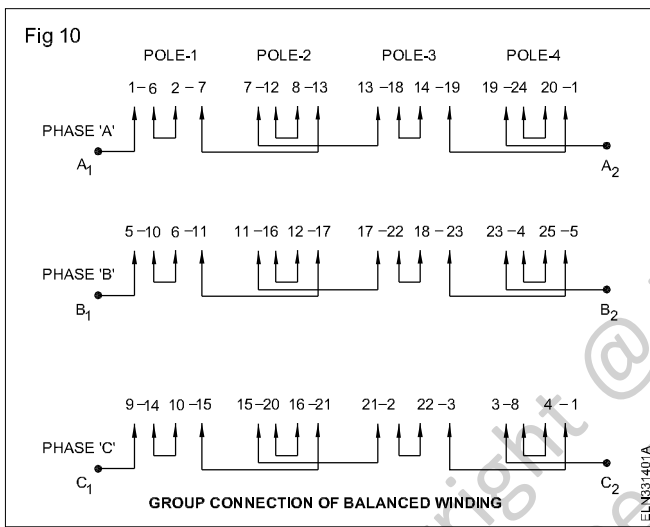 Fig 10
POLE-1 POLE-2 POLE-3 POLE-4
1–6 2–7 7–12 8–13 13–18 14–19 19–24 20–1
PHASE 'A'
A1 A2
5–10 6–11 11–16 12–17 17–22 18–23 23–4 25–5
PHASE 'B'
B1 B2
9–14 10–15 15–20 16–21 21–2 22–3 3–8 4–1
PHASE 'C'
C1 C2
GROUP CONNECTION OF BALANCED WINDING
ELN331401A
right @